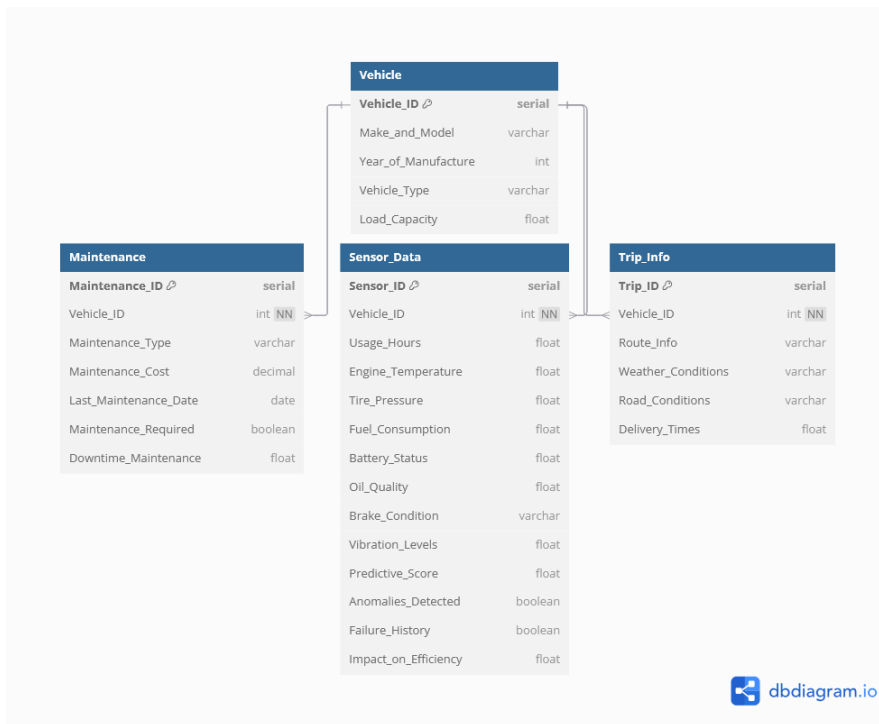 Vehicle
Vehicle_ID serial
Make_and_Model varchar
Year_of_Manufacture int
Vehicle_Type varchar
Load_Capacity float
Maintenance
Maintenance_ID serial
Vehicle_ID int NN
Maintenance_Type varchar
Maintenance_Cost decimal
Last_Maintenance_Date date
Maintenance_Required boolean
Downtime_Maintenance float
Sensor_Data
Sensor_ID serial
Vehicle_ID int NN
Usage_Hours float
Engine_Temperature float
Tire_Pressure float
Fuel_Consumption float
Battery_Status float
Oil_Quality float
Brake_Condition varchar
Vibration_Levels float
Predictive_Score float
Anomalies_Detected boolean
Failure_History boolean
Impact_on_Efficiency float
Trip_Info
Trip_ID serial
Vehicle_ID int NN
Route_Info varchar
Weather_Conditions varchar
Road_Conditions varchar
Delivery_Times float
dbdiagram.io